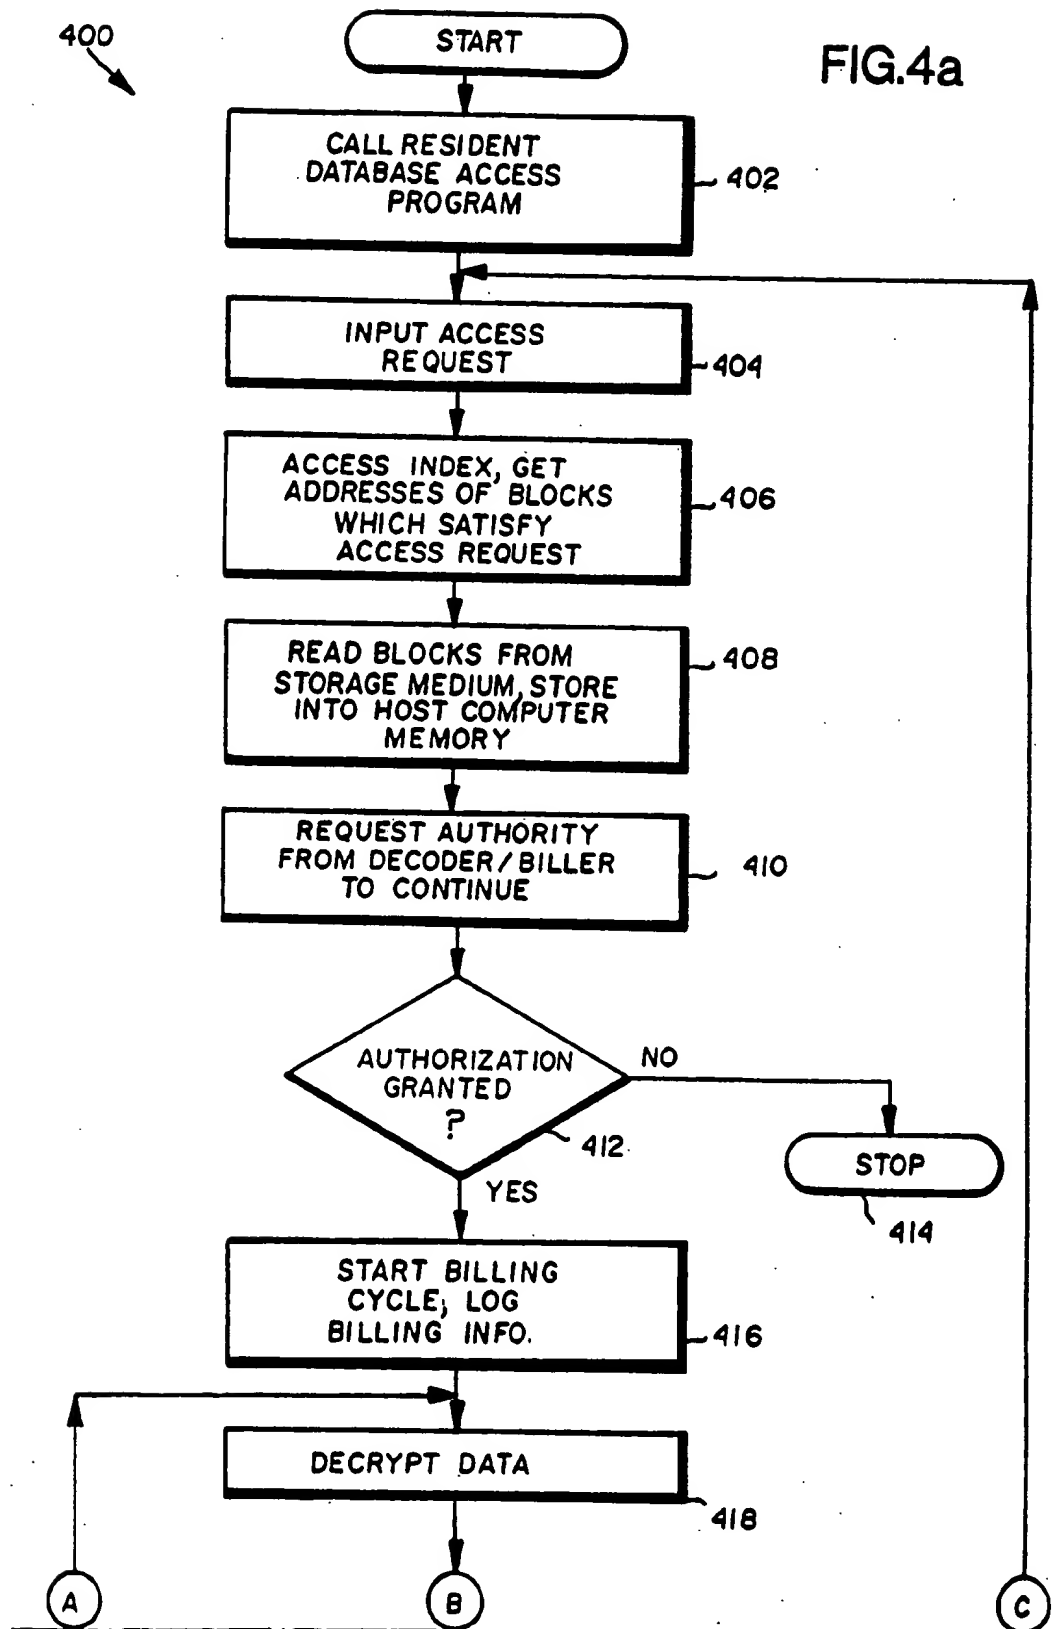 400
START
FIG.4a
CALL RESIDENT
DATABASE ACCESS
PROGRAM
402
INPUT ACCESS
REQUEST
404
ACCESS INDEX, GET
ADDRESSES OF BLOCKS
WHICH SATISFY
ACCESS REQUEST
406
READ BLOCKS FROM
STORAGE MEDIUM, STORE
INTO HOST COMPUTER
MEMORY
408
REQUEST AUTHORITY
FROM DECODER/BILLER
TO CONTINUE
410
AUTHORIZATION
GRANTED
?
412
NO
STOP
414
YES
START BILLING
CYCLE; LOG
BILLING INFO.
416
DECRYPT DATA
418
A
B
C